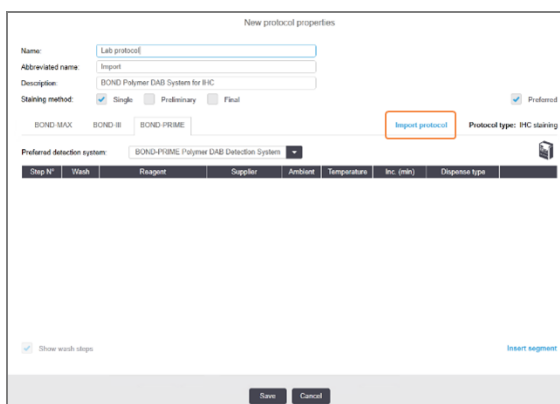 New protocol properties
Name: Lab protocol
Abbreviated name: Import
Description: BOND Polymer DAB System for IHC
Staining method: Single Preliminary Final Preferred
BOND-MAX BOND-III BOND-PRIME Import protocol Protocol type: IHC staining
Preferred detection system: BOND-PRIME Polymer DAB Detection System
Step N° Wash Reagent Supplier Ambient Temperature Inc. (min) Dispense type
Show wash steps Insert segment
Save Cancel